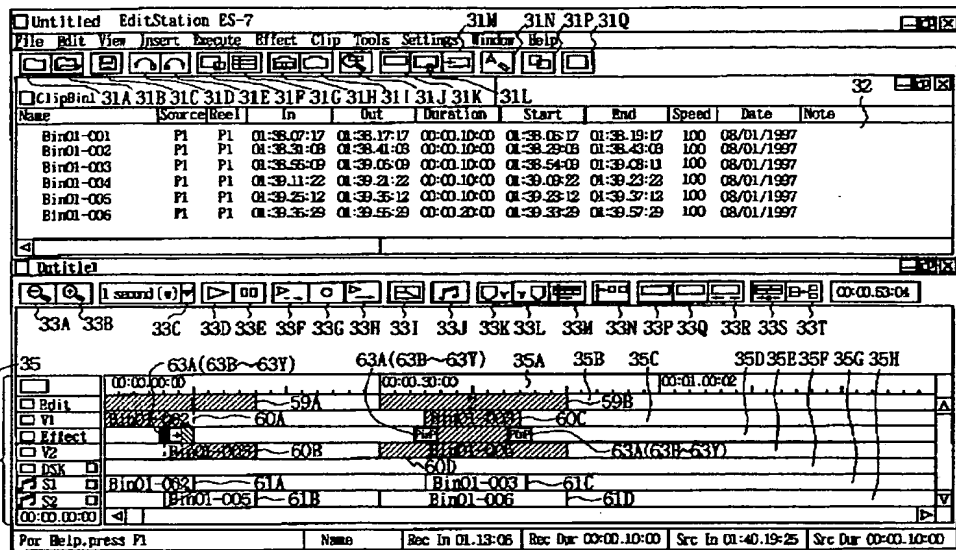 Untitled EditStation ES-7
31M 31N 31P 31Q
File Edit View Insert Execute Effect Clip Tools Settings Window Help
ClipBin1 31A 31B 31C 31D 31E 31F 31G 31H 31I 31J 31K 31L 32
Name Source Reel In Out Duration Start End Speed Date Note
Bin01-001 P1 P1 01:38.07:17 01:38.17:17 00:00.10:00 01:38.06:17 01:38.19:17 100 08/01/1997
Bin01-002 P1 P1 01:38.31:03 01:38.41:03 00:00.10:00 01:38.29:03 01:38.43:03 100 08/01/1997
Bin01-003 P1 P1 01:38.56:09 01:39.06:09 00:00.10:00 01:38.54:09 01:39.08:11 100 08/01/1997
Bin01-004 P1 P1 01:39.11:22 01:39.21:22 00:00.10:00 01:39.09:22 01:39.23:22 100 08/01/1997
Bin01-005 P1 P1 01:39.25:12 01:39.35:12 00:00.10:00 01:39.23:12 01:39.37:12 100 08/01/1997
Bin01-006 P1 P1 01:39.35:29 01:39.55:29 00:00.20:00 01:39.33:29 01:39.57:29 100 08/01/1997
Untitle1
1 second(w) 00:00.53:04
33A 33B 33C 33D 33E 33F 33G 33H 33I 33J 33K 33L 33M 33N 33P 33Q 33R 33S 33T
35 63A(63B~63Y) 63A(63B~63Y) 35A 35B 35C 35D 35E 35F 35G 35H
00:00.00:00 00:00.30:00 00:01.00:02
Edit 59A 59B
V1 Bin01-002 60A 60C
Effect PinP 63A(63B~63Y)
V2 60B
DSK 60D
S1 Bin01-002 61A Bin01-003 61C
S2 Bin01-005 61B Bin01-006 61D
00:00.00:00
For Help,press F1 Name Rec In 01.13:06 Rec Dur 00:00.10:00 Src In 01:40.19:25 Src Dur 00:00.10:00